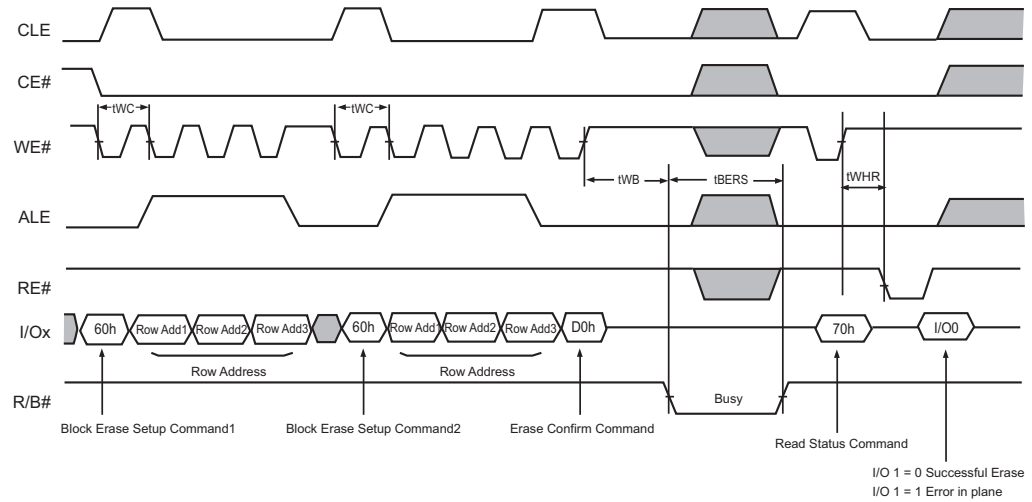 CLE
CE#
tWC
tWC
WE#
tWB
tBERS
tWHR
ALE
RE#
I/Ox
60h
Row Add1
Row Add2
Row Add3
60h
Row Add1
Row Add2
Row Add3
D0h
70h
I/O0
Row Address
Row Address
R/B#
Busy
Block Erase Setup Command1
Block Erase Setup Command2
Erase Confirm Command
Read Status Command
I/O 1 = 0 Successful Erase
I/O 1 = 1 Error in plane